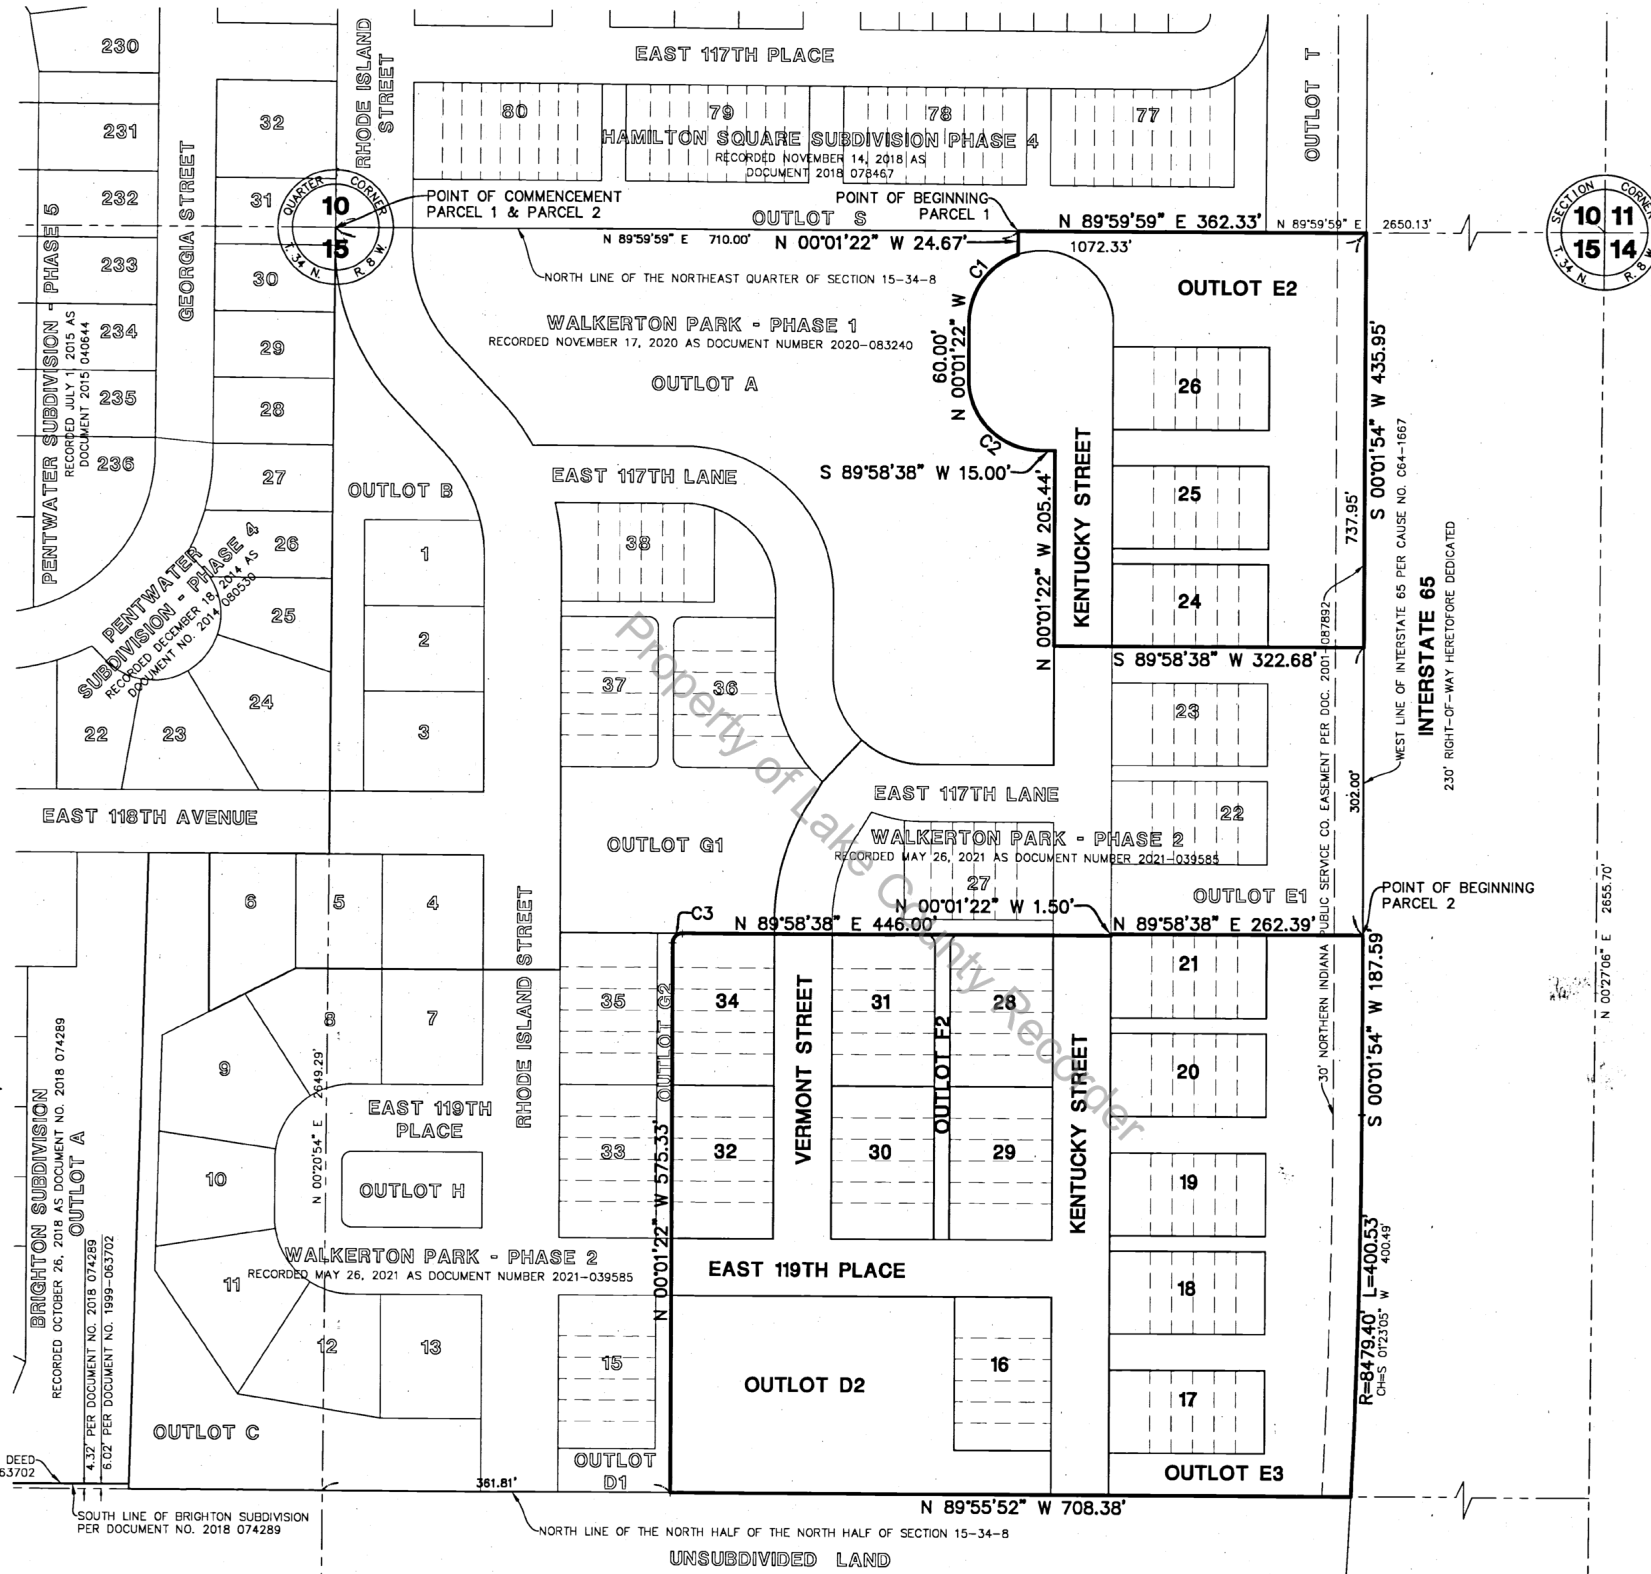 230
231
232
233
234
235
236
PENTWATER SUBDIVISION - PHASE 5
RECORDED JULY 1, 2015 AS
DOCUMENT 2015 040644
GEORGIA STREET
32
31
30
29
28
27
26
25
24
23
22
PENTWATER
SUBDIVISION - PHASE 4
RECORDED DECEMBER 18, 2014 AS
DOCUMENT NO. 2014 080530
RHODE ISLAND
STREET
EAST 117TH PLACE
80
79
78
77
HAMILTON SQUARE SUBDIVISION PHASE 4
RECORDED NOVEMBER 14, 2018 AS
DOCUMENT 2018 078467
OUTLOT T
QUARTER CORNER
10
15
T. 34 N. R. 8 W.
POINT OF COMMENCEMENT
PARCEL 1 & PARCEL 2
OUTLOT S
POINT OF BEGINNING
PARCEL 1
N 89°59'59" E 710.00'
N 00°01'22" W 24.67'
N 89°59'59" E 362.33'
1072.33'
N 89°59'59" E 2650.13'
SECTION CORNER
10 11
15 14
T. 34 N. R. 8 W.
NORTH LINE OF THE NORTHEAST QUARTER OF SECTION 15-34-8
WALKERTON PARK - PHASE 1
RECORDED NOVEMBER 17, 2020 AS DOCUMENT NUMBER 2020-083240
OUTLOT A
C1
60.00'
N 00°01'22" W
C2
OUTLOT E2
26
25
24
S 89°58'38" W 15.00'
N 00°01'22" W 205.44'
KENTUCKY STREET
S 89°58'38" W 322.68'
S 00°01'54" W 435.95'
737.95'
WEST LINE OF INTERSTATE 65 PER CAUSE NO. C64-1667
INTERSTATE 65
230' RIGHT-OF-WAY HERETOFORE DEDICATED
30' NORTHERN INDIANA PUBLIC SERVICE CO. EASEMENT PER DOC. 2001-087892
302.00'
OUTLOT B
EAST 117TH LANE
1
2
3
38
37
36
23
22
EAST 118TH AVENUE
OUTLOT G1
EAST 117TH LANE
WALKERTON PARK - PHASE 2
RECORDED MAY 26, 2021 AS DOCUMENT NUMBER 2021-039585
27
OUTLOT E1
POINT OF BEGINNING
PARCEL 2
C3
N 89°58'38" E 446.00'
N 00°01'22" W 1.50'
N 89°58'38" E 262.39'
S 00°01'54" W 187.59'
N 00°27'06" E 2655.70'
6
5
4
RHODE ISLAND STREET
8
7
9
10
11
12
13
N 00°20'54" E 2649.29'
EAST 119TH
PLACE
OUTLOT H
WALKERTON PARK - PHASE 2
RECORDED MAY 26, 2021 AS DOCUMENT NUMBER 2021-039585
OUTLOT C
35
33
15
OUTLOT G2
N 00°01'22" W 575.33'
34
32
VERMONT STREET
31
30
OUTLOT F2
28
29
KENTUCKY STREET
21
20
19
18
17
EAST 119TH PLACE
OUTLOT D2
16
OUTLOT E3
R=8479.40' L=400.53'
CH=S 01°23'05" W 400.49'
OUTLOT
D1
361.81'
N 89°55'52" W 708.38'
NORTH LINE OF THE NORTH HALF OF THE NORTH HALF OF SECTION 15-34-8
UNSUBDIVIDED LAND
BRIGHTON SUBDIVISION
RECORDED OCTOBER 26, 2018 AS DOCUMENT NO. 2018 074289
OUTLOT A
4.32' PER DOCUMENT NO. 2018 074289
6.02' PER DOCUMENT NO. 1999-063702
DEED
63702
SOUTH LINE OF BRIGHTON SUBDIVISION
PER DOCUMENT NO. 2018 074289
Property of Lake County Recorder